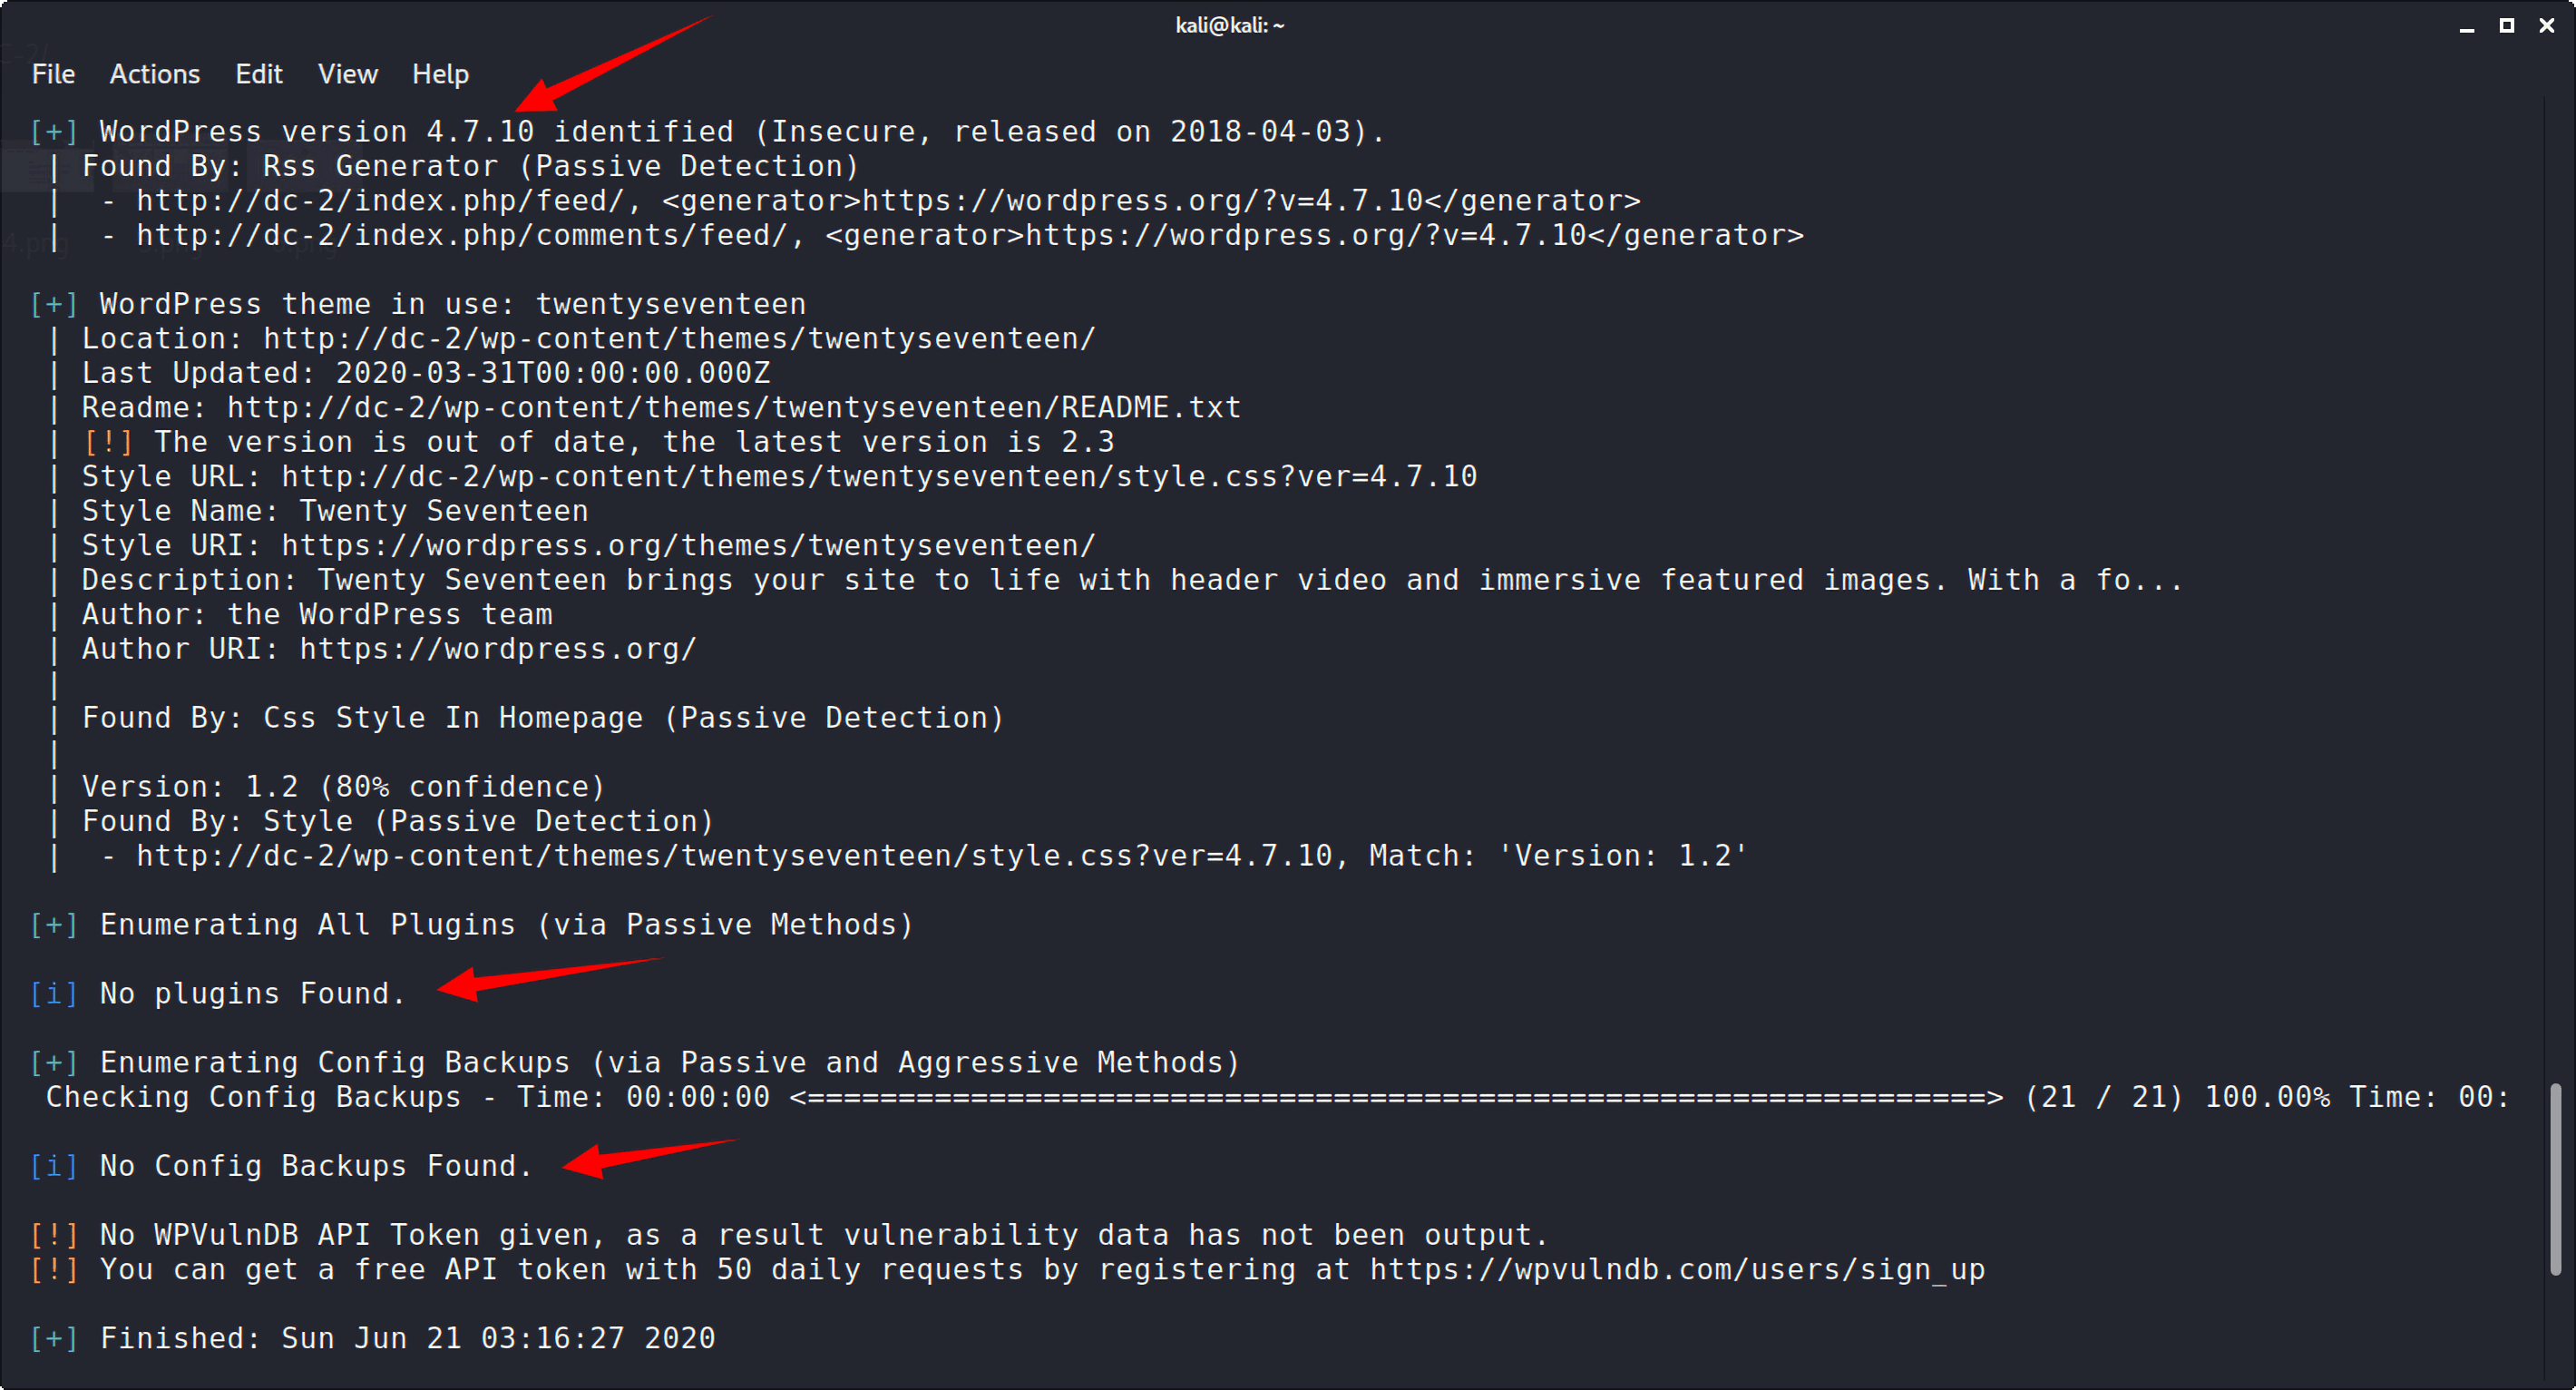 kali@kali: ~
File Actions Edit View Help
[+] WordPress version 4.7.10 identified (Insecure, released on 2018-04-03).
 | Found By: Rss Generator (Passive Detection)
 |  - http://dc-2/index.php/feed/, <generator>https://wordpress.org/?v=4.7.10</generator>
 |  - http://dc-2/index.php/comments/feed/, <generator>https://wordpress.org/?v=4.7.10</generator>
[+] WordPress theme in use: twentyseventeen
 | Location: http://dc-2/wp-content/themes/twentyseventeen/
 | Last Updated: 2020-03-31T00:00:00.000Z
 | Readme: http://dc-2/wp-content/themes/twentyseventeen/README.txt
 | [!] The version is out of date, the latest version is 2.3
 | Style URL: http://dc-2/wp-content/themes/twentyseventeen/style.css?ver=4.7.10
 | Style Name: Twenty Seventeen
 | Style URI: https://wordpress.org/themes/twentyseventeen/
 | Description: Twenty Seventeen brings your site to life with header video and immersive featured images. With a fo...
 | Author: the WordPress team
 | Author URI: https://wordpress.org/
 |
 | Found By: Css Style In Homepage (Passive Detection)
 |
 | Version: 1.2 (80% confidence)
 | Found By: Style (Passive Detection)
 |  - http://dc-2/wp-content/themes/twentyseventeen/style.css?ver=4.7.10, Match: 'Version: 1.2'
[+] Enumerating All Plugins (via Passive Methods)
[i] No plugins Found.
[+] Enumerating Config Backups (via Passive and Aggressive Methods)
 Checking Config Backups - Time: 00:00:00 <=================================================================> (21 / 21) 100.00% Time: 00:
[i] No Config Backups Found.
[!] No WPVulnDB API Token given, as a result vulnerability data has not been output.
[!] You can get a free API token with 50 daily requests by registering at https://wpvulndb.com/users/sign_up
[+] Finished: Sun Jun 21 03:16:27 2020